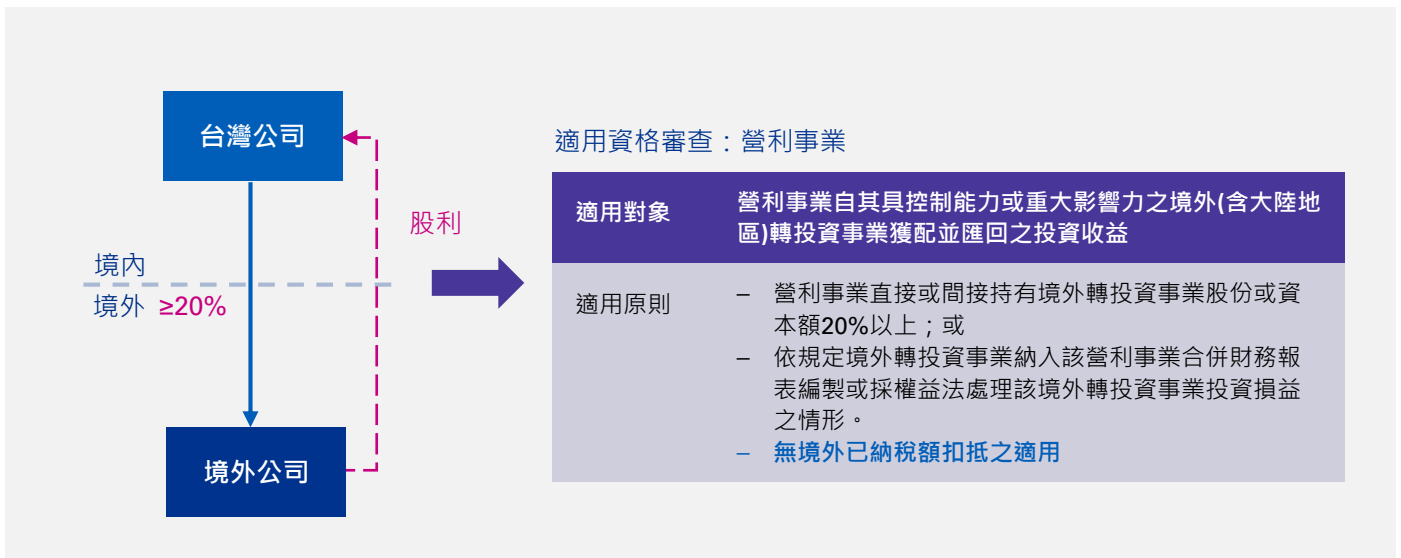 台灣公司
股利
境內
境外 ≥20%
境外公司
適用資格審查：營利事業
適用對象
營利事業自其具控制能力或重大影響力之境外(含大陸地
區)轉投資事業獲配並匯回之投資收益
適用原則
– 營利事業直接或間接持有境外轉投資事業股份或資
本額20%以上；或
– 依規定境外轉投資事業納入該營利事業合併財務報
表編製或採權益法處理該境外轉投資事業投資損益
之情形。
– 無境外已納稅額扣抵之適用